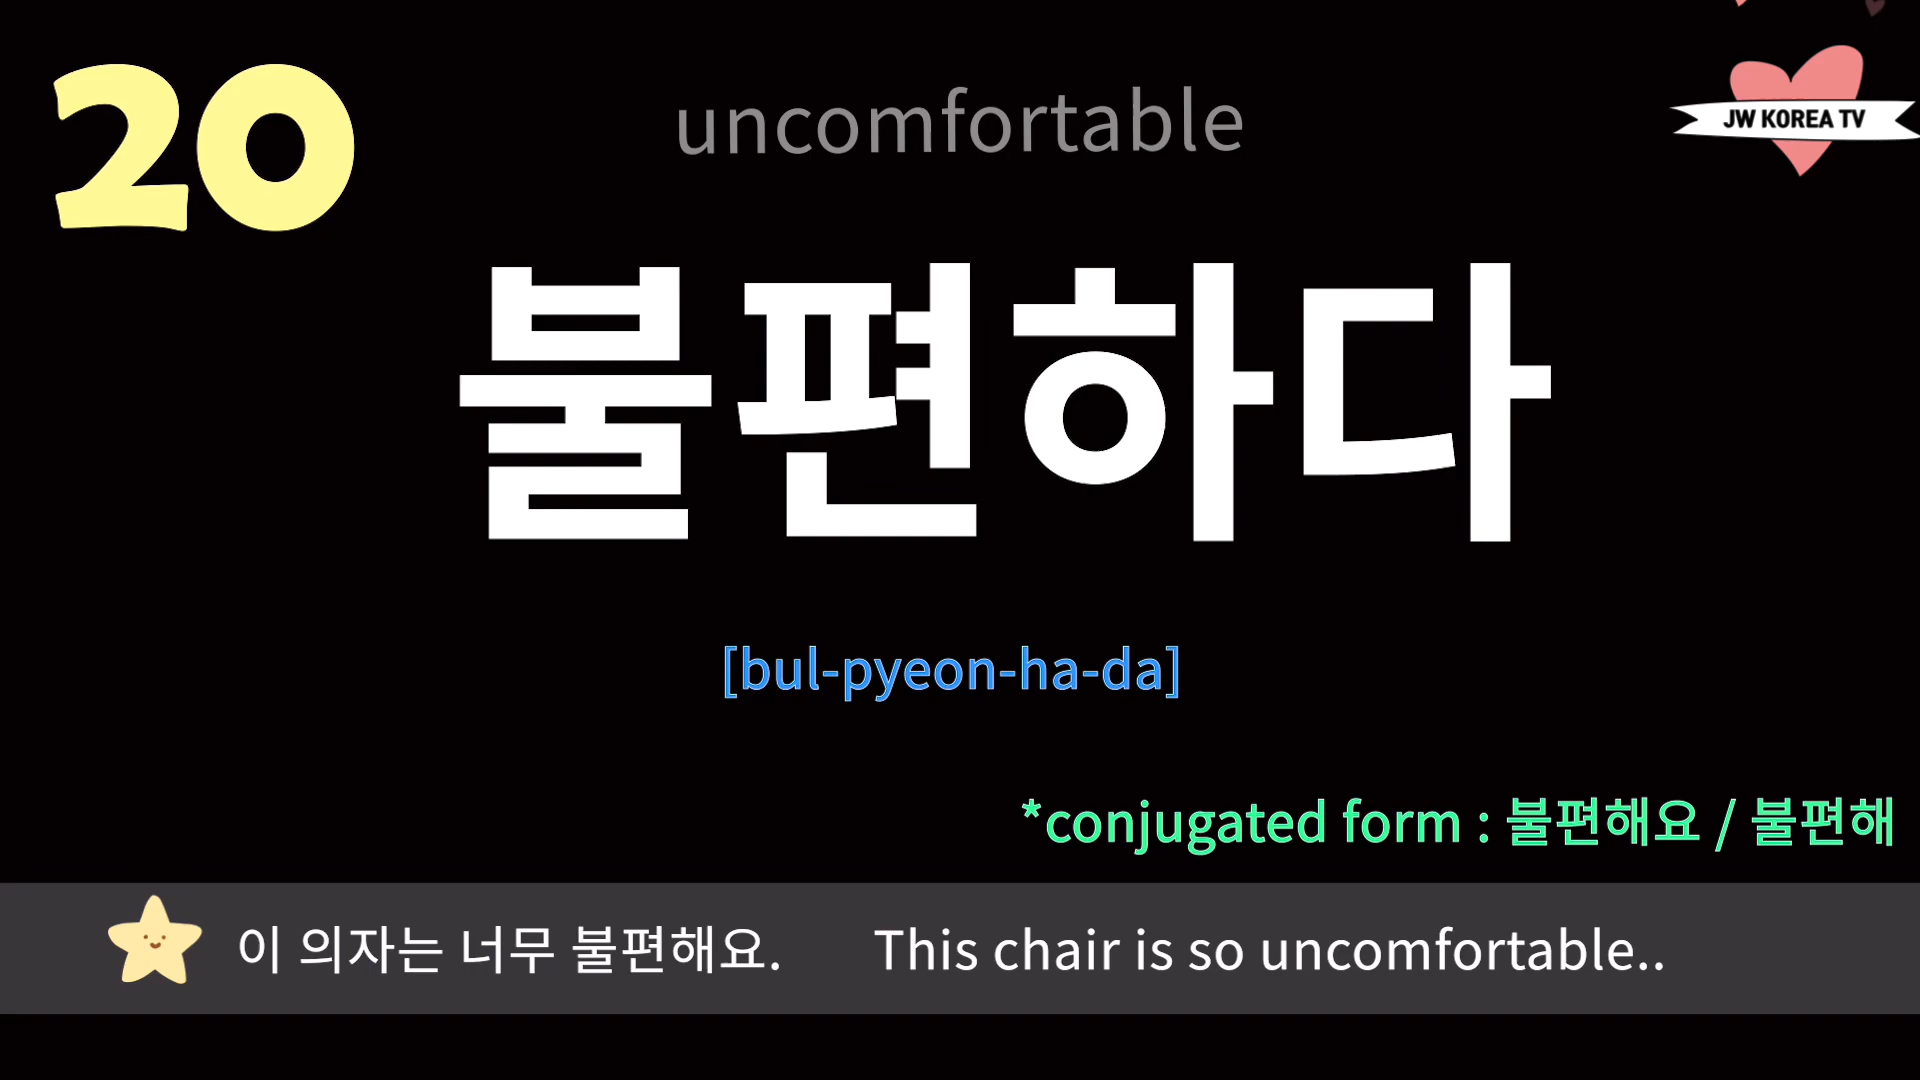 20
uncomfortable
JW KOREA TV
불편하다
[bul-pyeon-ha-da]
*conjugated form : 불편해요 / 불편해
이 의자는 너무 불편해요. This chair is so uncomfortable..